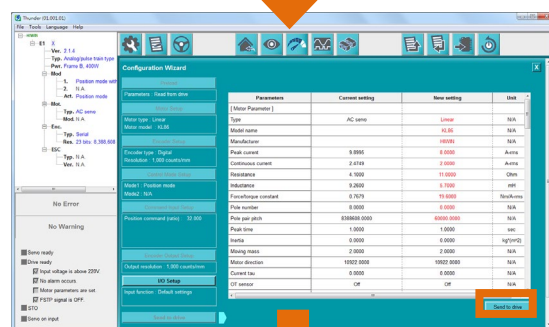 Thunder (01.001.01)
File Tools Language Help
E1 X
Ver. 2.1.4
Typ. Analog/pulse train type
Pwr. Frame B, 400W
Mod
1. Position mode with
2. N.A.
Act. Position mode
Mot.
Typ. AC servo
Mod. N.A.
Enc.
Typ. Serial
Res. 23 bits: 8,388,608
ESC
Typ. N.A.
Ver. N.A.
No Error
No Warning
Servo ready
Drive ready
Input voltage is above 220V.
No alarm occurs.
Motor parameters are set
FSTP signal is OFF.
STO
Servo on input
Configuration Wizard
X
Parameters : Read from drive
Motor type : Linear
Motor model : KL86
Encoder type : Digital
Resolution : 1.000 counts/mm
Mode1 : Position mode
Mode2 : N/A
Position command (ratio) : 32.000
Output resolution : 1.000 counts/mm
I/O Setup
Input function : Default settings
Send to drive
Parameters Current setting New setting Unit
[ Motor Parameter ]
Type AC servo Linear N/A
Model name KL86 N/A
Manufacturer HIWIN N/A
Peak current 9.8995 6.0000 A-rms
Continuous current 2.4749 2.0000 A-rms
Resistance 4.1000 11.0000 Ohm
Inductance 9.2600 mH
Force/torque constant 0.7679 Nm/A-rms
Pole number 8.0000 0.0000 N/A
Pole pair pitch 8388608.0000 60000.0000 N/A
Peak time 1.0000 1.0000 sec
Inertia 0.0000 0.0000 kg*(m^2)
Moving mass 2.0000 2.0000 N/A
Motor direction 10922.0000 10922.0000 N/A
Current tau 0.0000 0.0000 N/A
OT sensor Off Off N/A
Send to drive